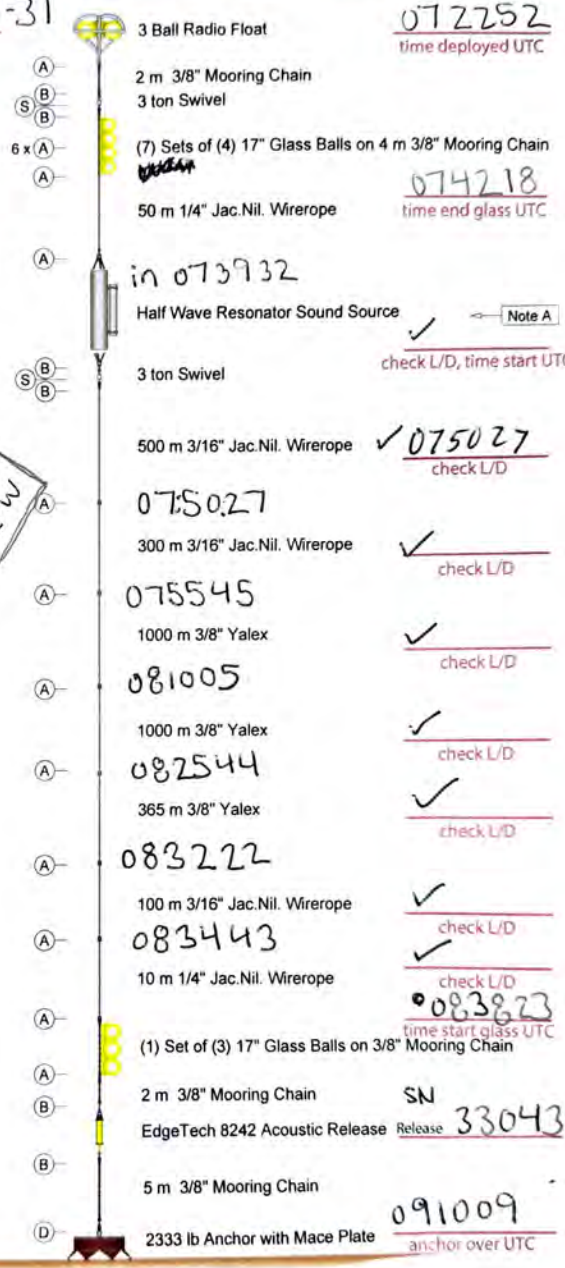 -31
072252
3 Ball Radio Float
time deployed UTC
A
2 m 3/8" Mooring Chain
B
S
3 ton Swivel
B
6 x A
(7) Sets of (4) 17" Glass Balls on 4 m 3/8" Mooring Chain
A
074218
50 m 1/4" Jac.Nil. Wirerope
time end glass UTC
A
in 073932
Half Wave Resonator Sound Source
Note A
✓
check L/D, time start UTC
B
S
3 ton Swivel
B
500 m 3/16" Jac.Nil. Wirerope
✓ 075027
check L/D
W
A
075027
300 m 3/16" Jac.Nil. Wirerope
✓
check L/D
A
075545
1000 m 3/8" Yalex
✓
check L/D
A
081005
1000 m 3/8" Yalex
✓
check L/D
A
082544
365 m 3/8" Yalex
✓
check L/D
A
083222
100 m 3/16" Jac.Nil. Wirerope
✓
check L/D
A
083443
✓
10 m 1/4" Jac.Nil. Wirerope
check L/D
083823
A
time start glass UTC
(1) Set of (3) 17" Glass Balls on 3/8" Mooring Chain
A
2 m 3/8" Mooring Chain
SN
B
EdgeTech 8242 Acoustic Release
Release 33043
B
5 m 3/8" Mooring Chain
091009
D
2333 lb Anchor with Mace Plate
anchor over UTC